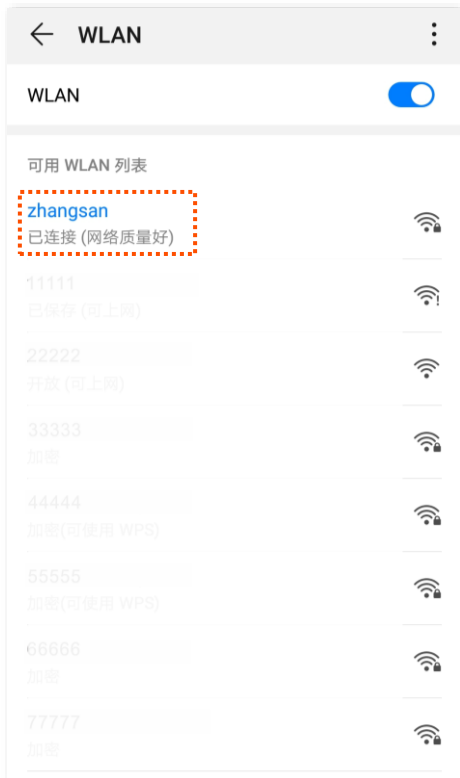 WLAN
WLAN
可用 WLAN 列表
zhangsan
已连接 (网络质量好)
11111
已保存 (可上网)
22222
开放 (可上网)
33333
加密
44444
加密(可使用 WPS)
55555
加密(可使用 WPS)
66666
加密
77777
加密